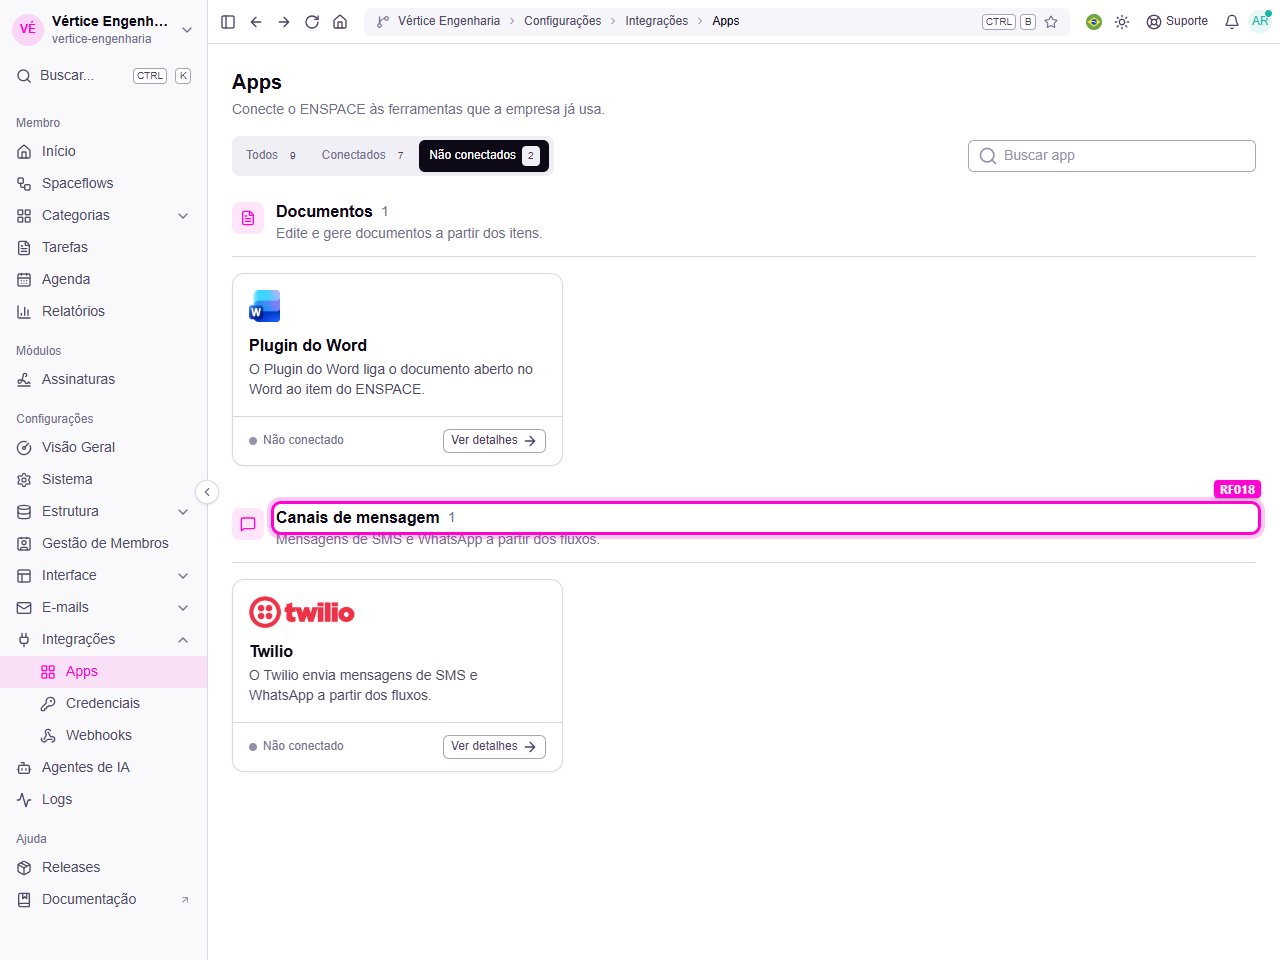 VÉ
Vértice Engenh...
vertice-engenharia
Buscar...
CTRL
K
Membro
Início
Spaceflows
Categorias
Tarefas
Agenda
Relatórios
Módulos
Assinaturas
Configurações
Visão Geral
Sistema
Estrutura
Gestão de Membros
Interface
E-mails
Integrações
Apps
Credenciais
Webhooks
Agentes de IA
Logs
Ajuda
Releases
Documentação
Vértice Engenharia
Configurações
Integrações
Apps
CTRL
B
Suporte
AR
Apps
Conecte o ENSPACE às ferramentas que a empresa já usa.
Todos 9
Conectados 7
Não conectados 2
Buscar app
Documentos 1
Edite e gere documentos a partir dos itens.
W
Plugin do Word
O Plugin do Word liga o documento aberto no
Word ao item do ENSPACE.
Não conectado
Ver detalhes
RF018
Canais de mensagem 1
Mensagens de SMS e WhatsApp a partir dos fluxos.
twilio
Twilio
O Twilio envia mensagens de SMS e
WhatsApp a partir dos fluxos.
Não conectado
Ver detalhes